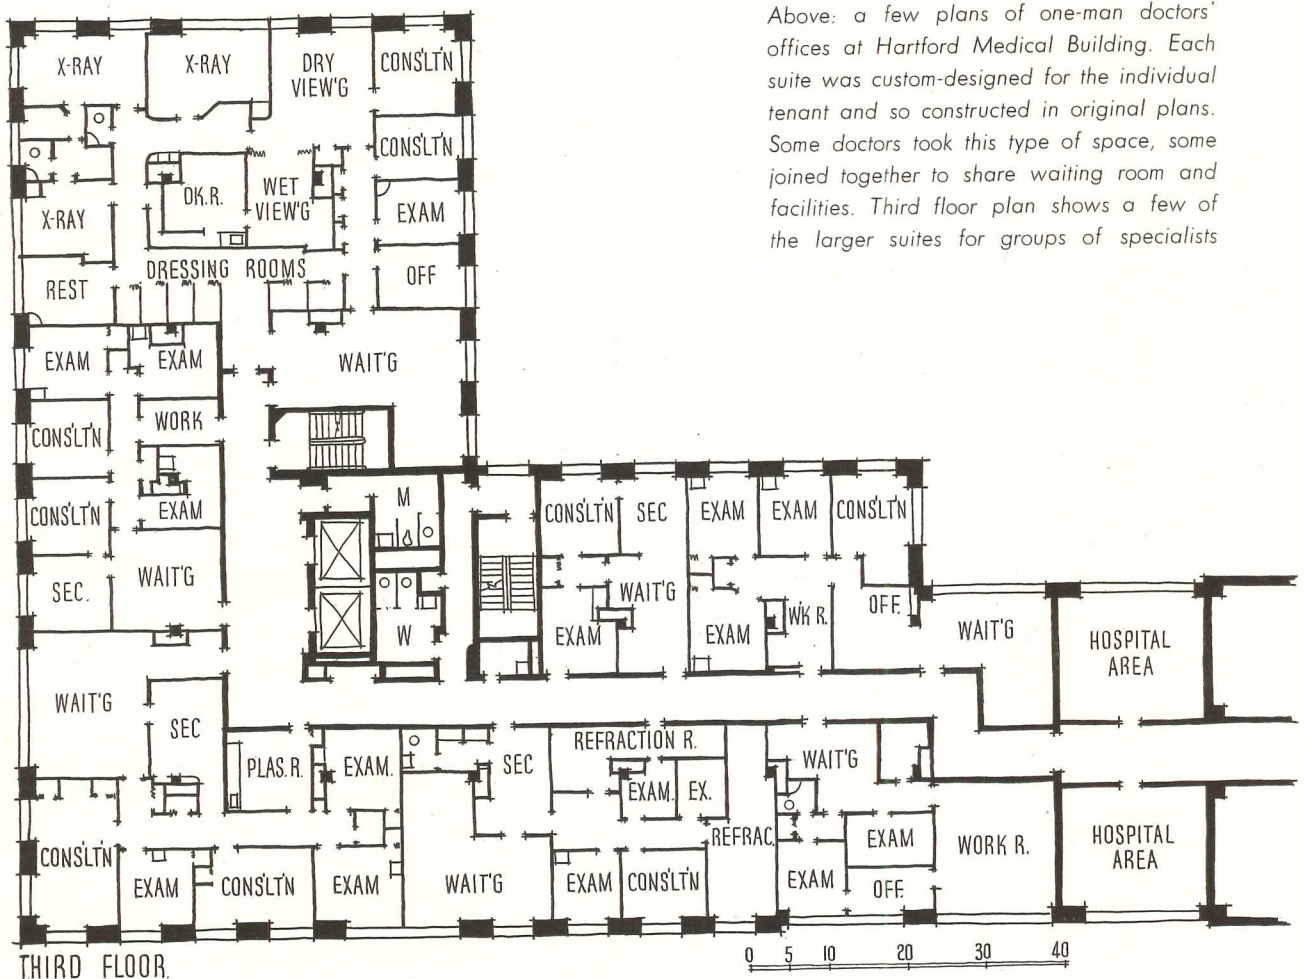 Above: a few plans of one-man doctors'
offices at Hartford Medical Building. Each
suite was custom-designed for the individual
tenant and so constructed in original plans.
Some doctors took this type of space, some
joined together to share waiting room and
facilities. Third floor plan shows a few of
the larger suites for groups of specialists
X-RAY
X-RAY
DRY
VIEW'G
CONS'LT'N
CONS'LT'N
DK.R.
WET
VIEW'G
EXAM
X-RAY
DRESSING ROOMS
OFF
REST
EXAM
EXAM
WAIT'G
WORK
CONS'LT'N
EXAM
CONS'LT'N
SEC.
WAIT'G
M
W
CONS'LT'N
SEC
EXAM
EXAM
CONS'LT'N
WAIT'G
EXAM
EXAM
WK R.
OFF.
WAIT'G
HOSPITAL
AREA
WAIT'G
SEC
PLAS.R.
EXAM.
SEC
REFRACTION R.
EXAM.
EX.
WAIT'G
REFRAC.
EXAM
WORK R.
HOSPITAL
AREA
CONS'LT'N
EXAM
CONS'LT'N
EXAM
WAIT'G
EXAM
CONS'LT'N
EXAM
OFF.
THIRD FLOOR.
0 5 10 20 30 40